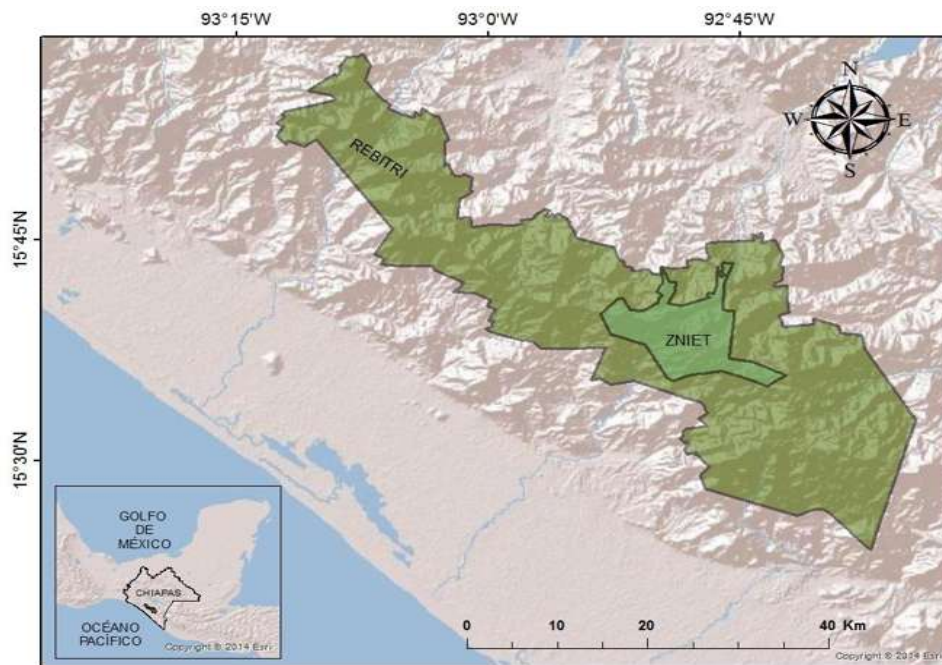 93°15'W 93°00'W 92°45'W
N
W E
S
REBITRI
15°45'N
ZNIET
15°30'N
GOLFO
DE
MÉXICO
CHIAPAS
OCÉANO
PACÍFICO
Copyright © 2014 Esri
0 10 20 40 Km
Copyright © 2014 Esri